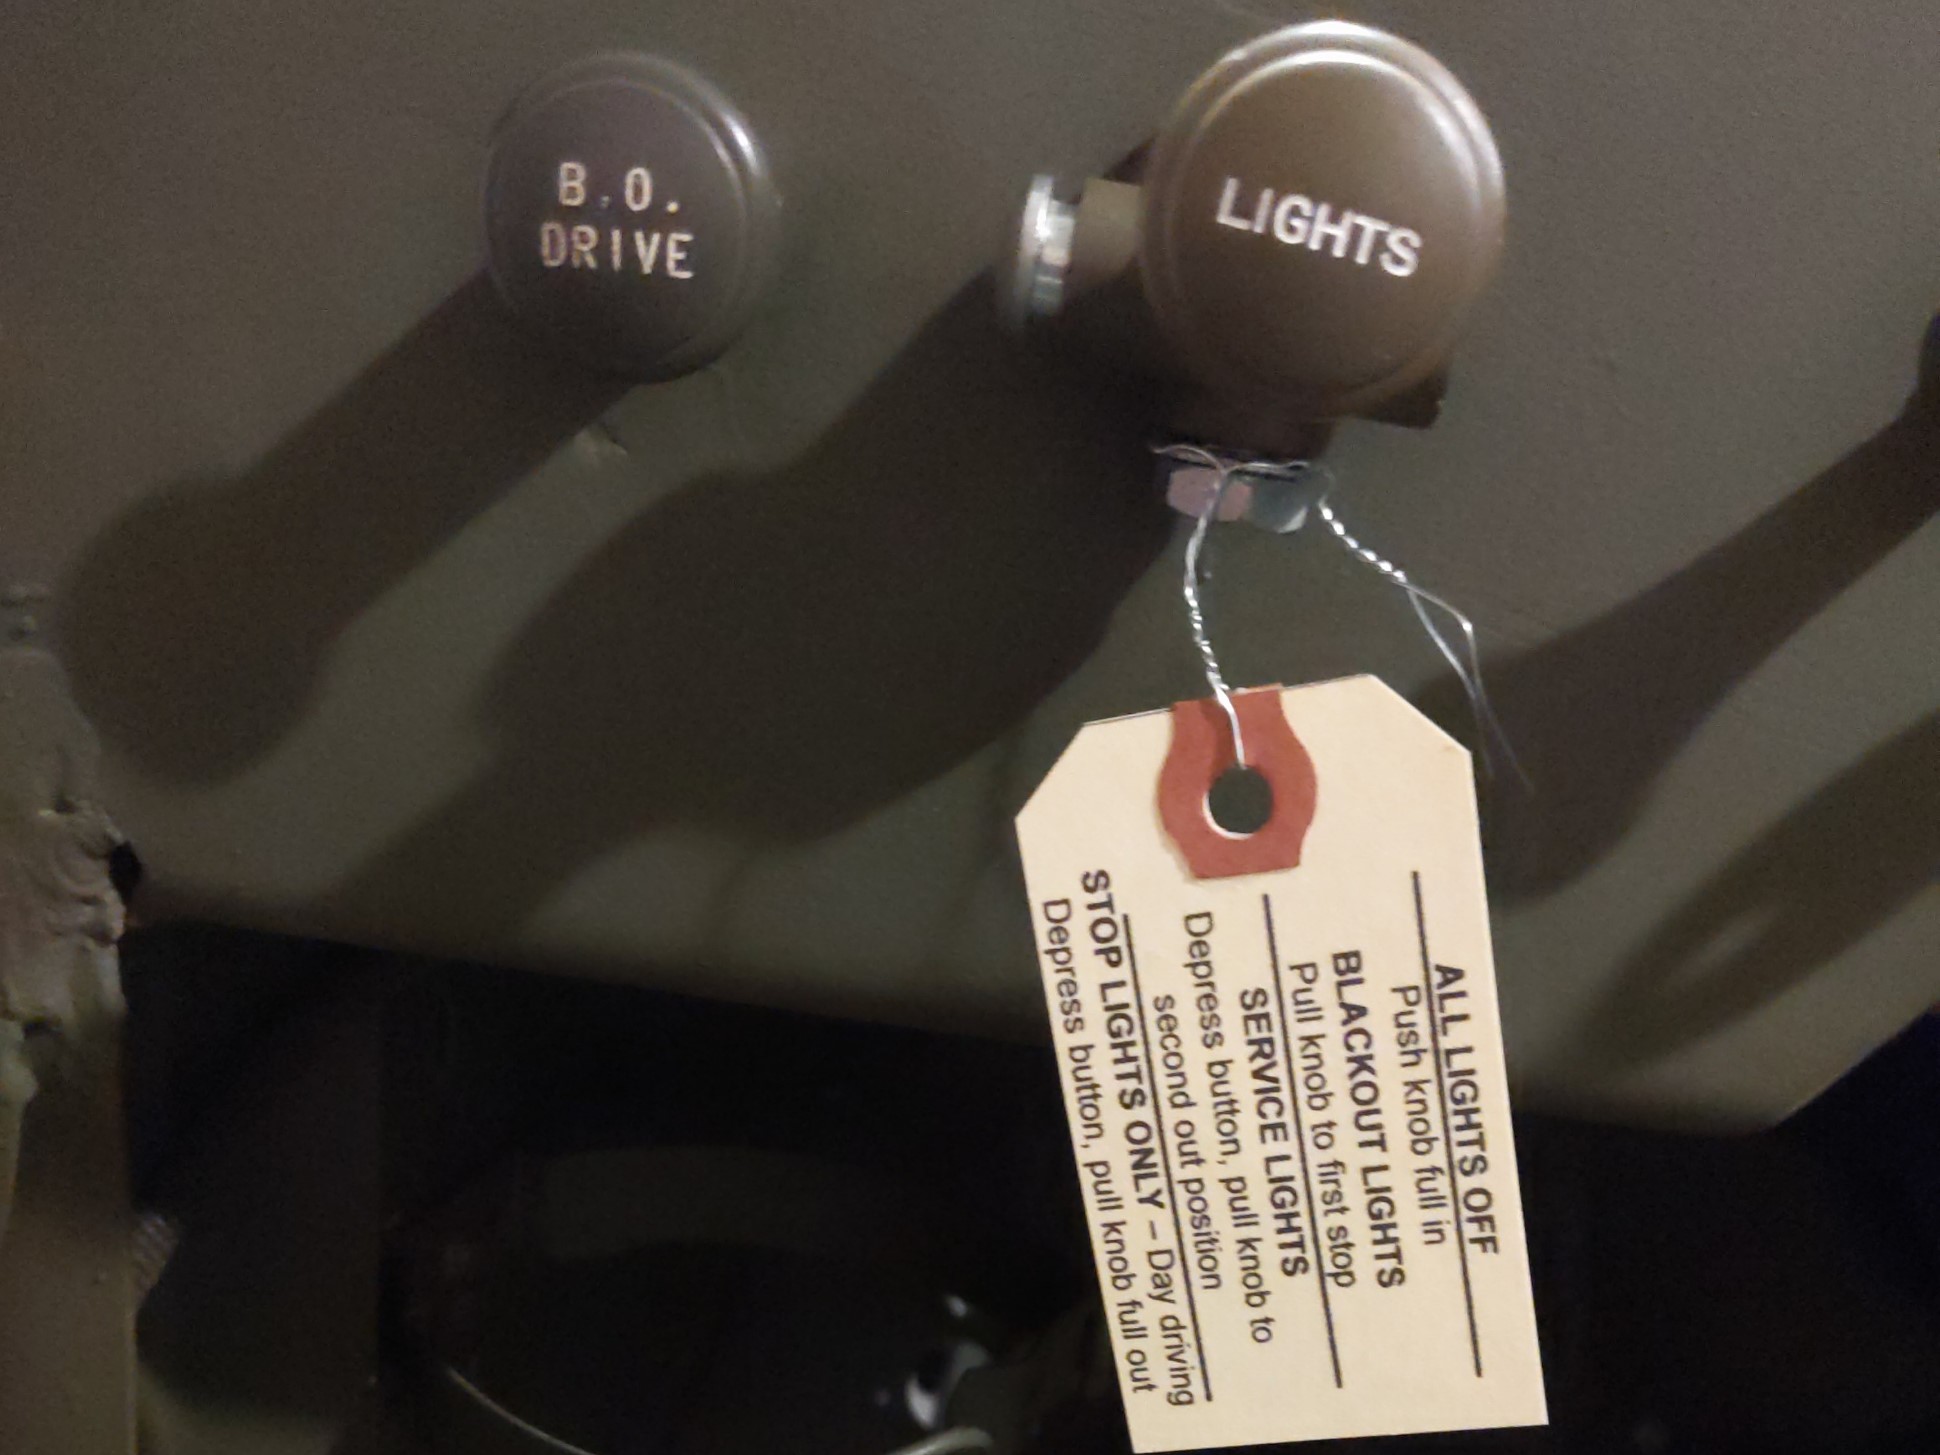 B.O.
DRIVE
LIGHTS
ALL LIGHTS OFF
Push knob full in
BLACKOUT LIGHTS
Pull knob to first stop
SERVICE LIGHTS
Depress button, pull knob to
second out position
STOP LIGHTS ONLY – Day driving
Depress button, pull knob full out